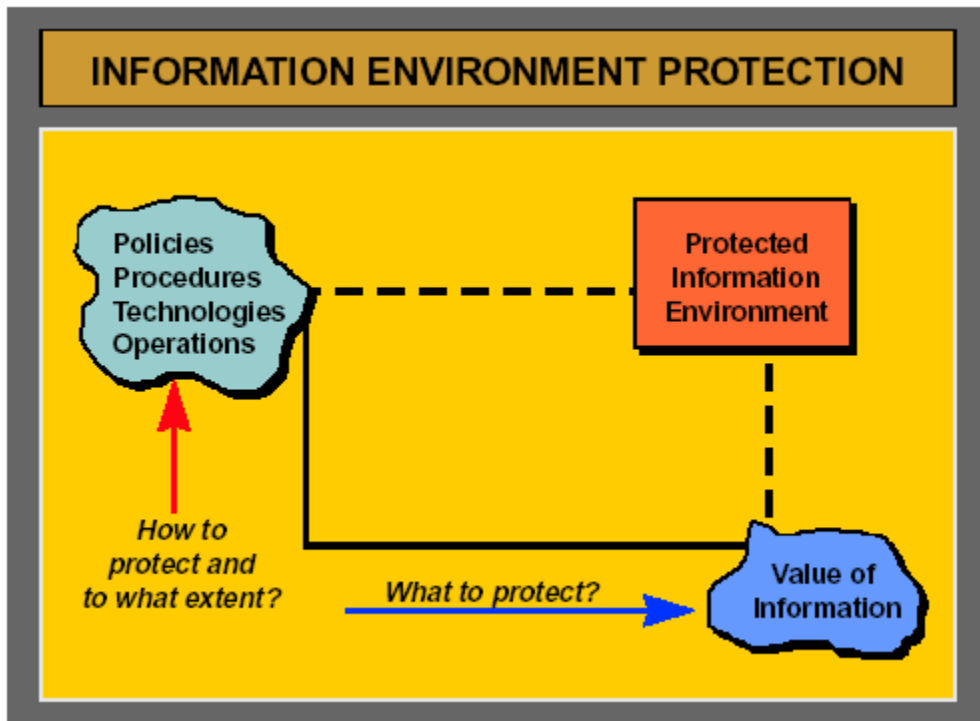 INFORMATION ENVIRONMENT PROTECTION
Policies
Procedures
Technologies
Operations
Protected
Information
Environment
How to
protect and
to what extent?
What to protect?
Value of
Information